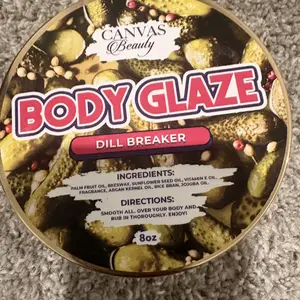 CANVAS
Beauty
BODY GLAZE
DILL BREAKER
INGREDIENTS:
PALM FRUIT OIL, BEESWAX, SUNFLOWER SEED OIL, VITAMIN E OIL,
FRAGRANCE, ARGAN KERNEL OIL, RICE BRAN, JOJOBA OIL.
DIRECTIONS:
SMOOTH ALL OVER YOUR BODY AND
RUB IN THOROUGHLY. ENJOY!
8oz